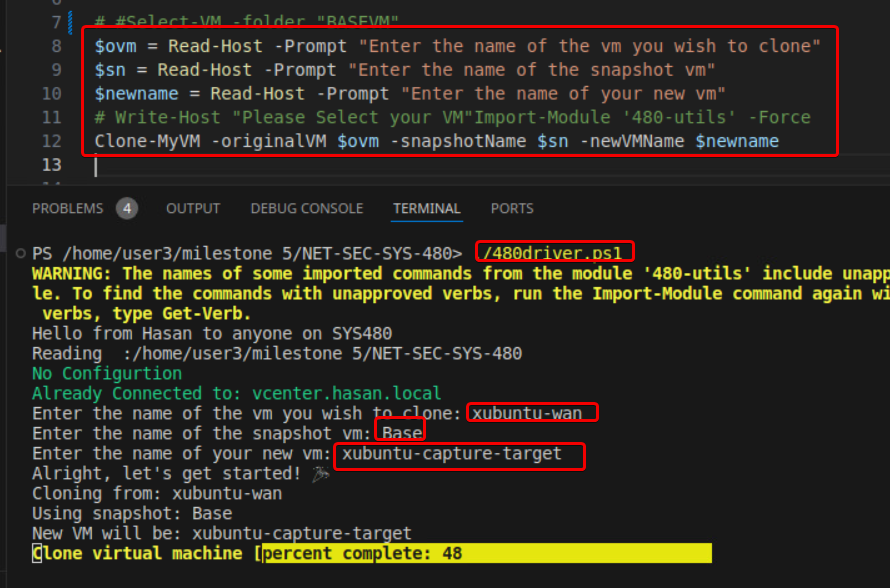 7 # #Select-VM -folder "BASEVM"
8 $ovm = Read-Host -Prompt "Enter the name of the vm you wish to clone"
9 $sn = Read-Host -Prompt "Enter the name of the snapshot vm"
10 $newname = Read-Host -Prompt "Enter the name of your new vm"
11 # Write-Host "Please Select your VM"Import-Module '480-utils' -Force
12 Clone-MyVM -originalVM $ovm -snapshotName $sn -newVMName $newname
13
PROBLEMS 4 OUTPUT DEBUG CONSOLE TERMINAL PORTS
PS /home/user3/milestone 5/NET-SEC-SYS-480> ./480driver.ps1
WARNING: The names of some imported commands from the module '480-utils' include unapp
le. To find the commands with unapproved verbs, run the Import-Module command again wi
verbs, type Get-Verb.
Hello from Hasan to anyone on SYS480
Reading :/home/user3/milestone 5/NET-SEC-SYS-480
No Configurtion
Already Connected to: vcenter.hasan.local
Enter the name of the vm you wish to clone: xubuntu-wan
Enter the name of the snapshot vm: Base
Enter the name of your new vm: xubuntu-capture-target
Alright, let's get started! 🎉
Cloning from: xubuntu-wan
Using snapshot: Base
New VM will be: xubuntu-capture-target
Clone virtual machine [percent complete: 48